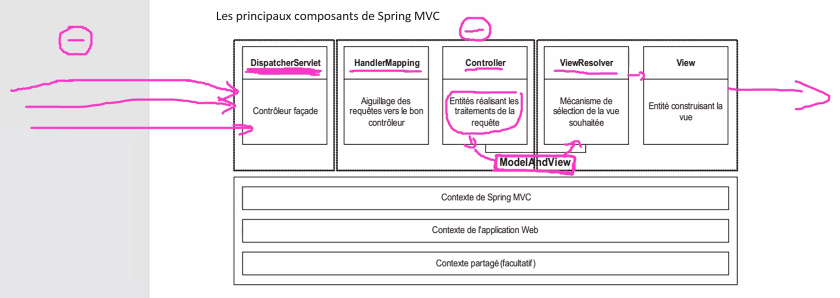 Les principaux composants de Spring MVC
DispatcherServlet
Contrôleur façade
HandlerMapping
Aiguillage des
requêtes vers le bon
contrôleur
Controller
Entités réalisant les
traitements de la
requête
ViewResolver
Mécanisme de
sélection de la vue
souhaitée
View
Entité construisant la
vue
ModelAndView
Contexte de Spring MVC
Contexte de l'application Web
Contexte partagé (facultatif)